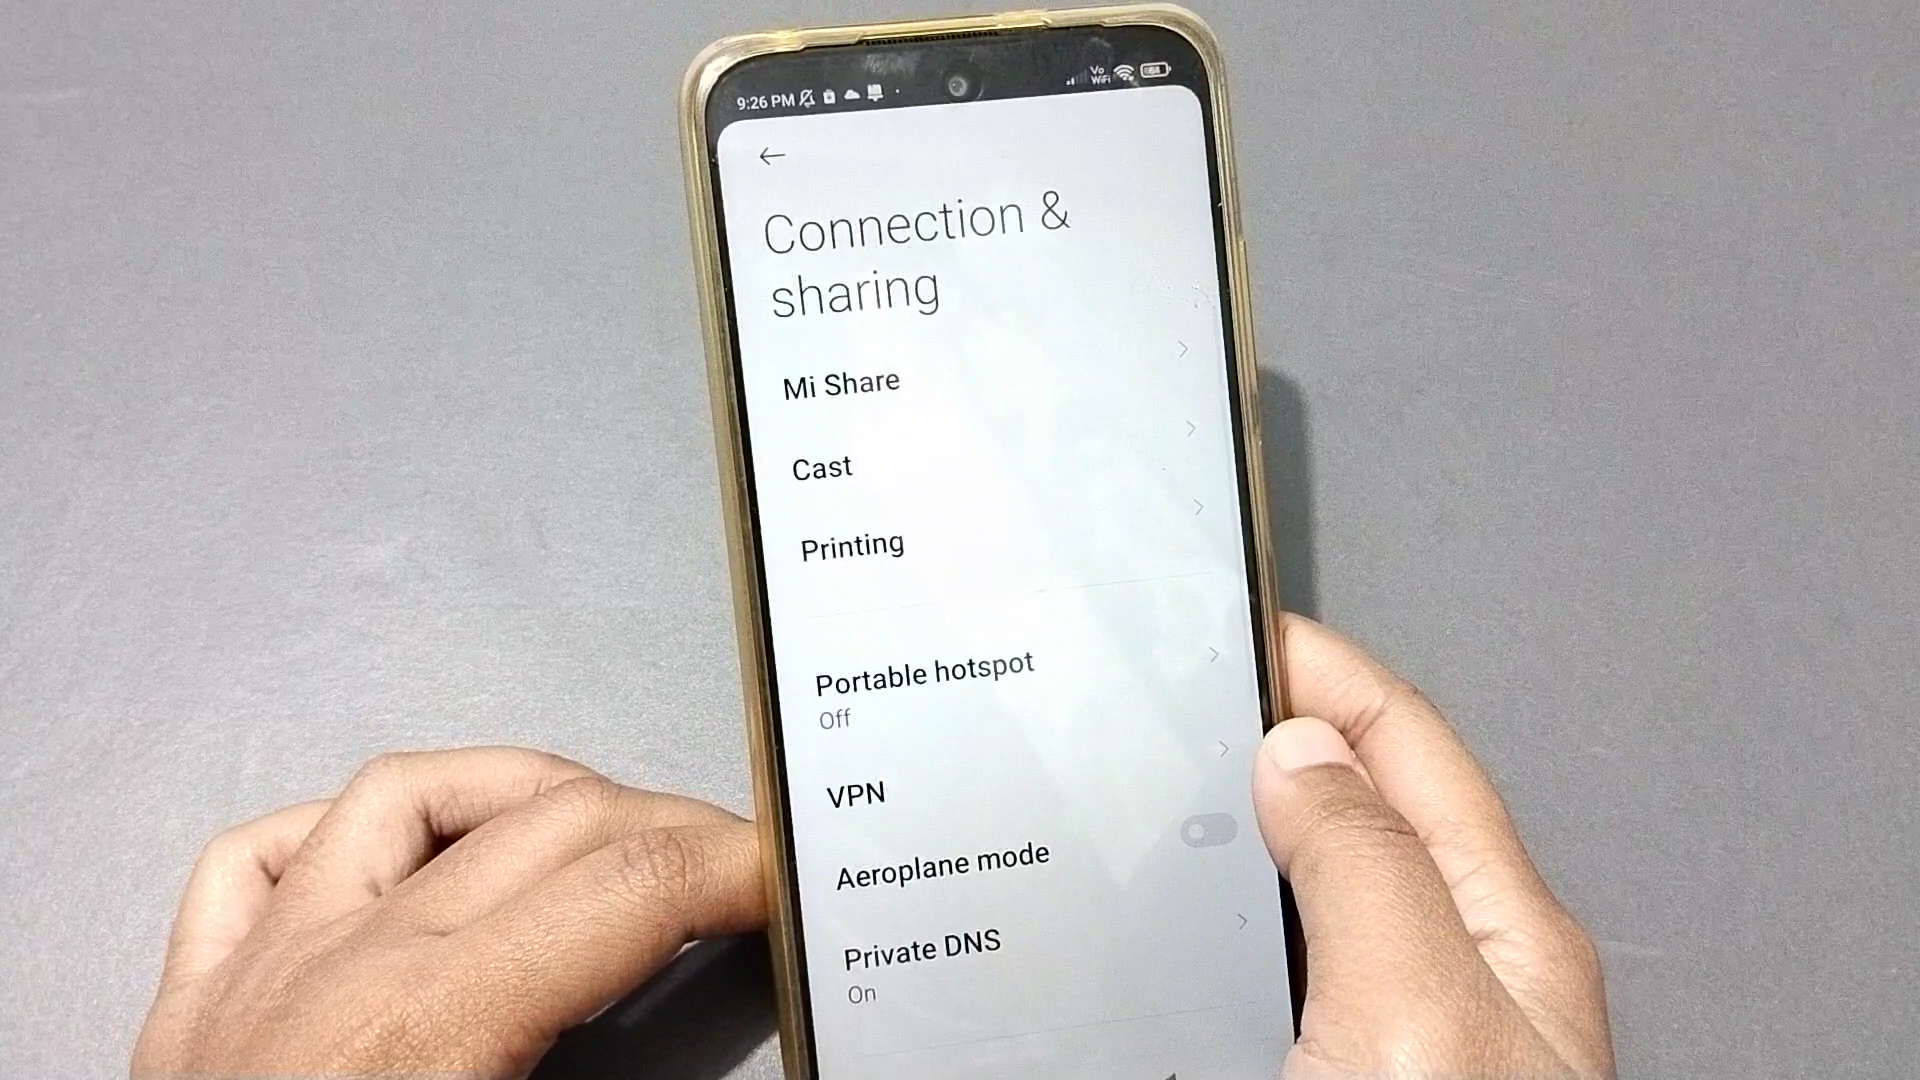 9:26 PM
Vo
WiFi
Connection &
sharing
Mi Share
Cast
Printing
Portable hotspot
Off
VPN
Aeroplane mode
Private DNS
On